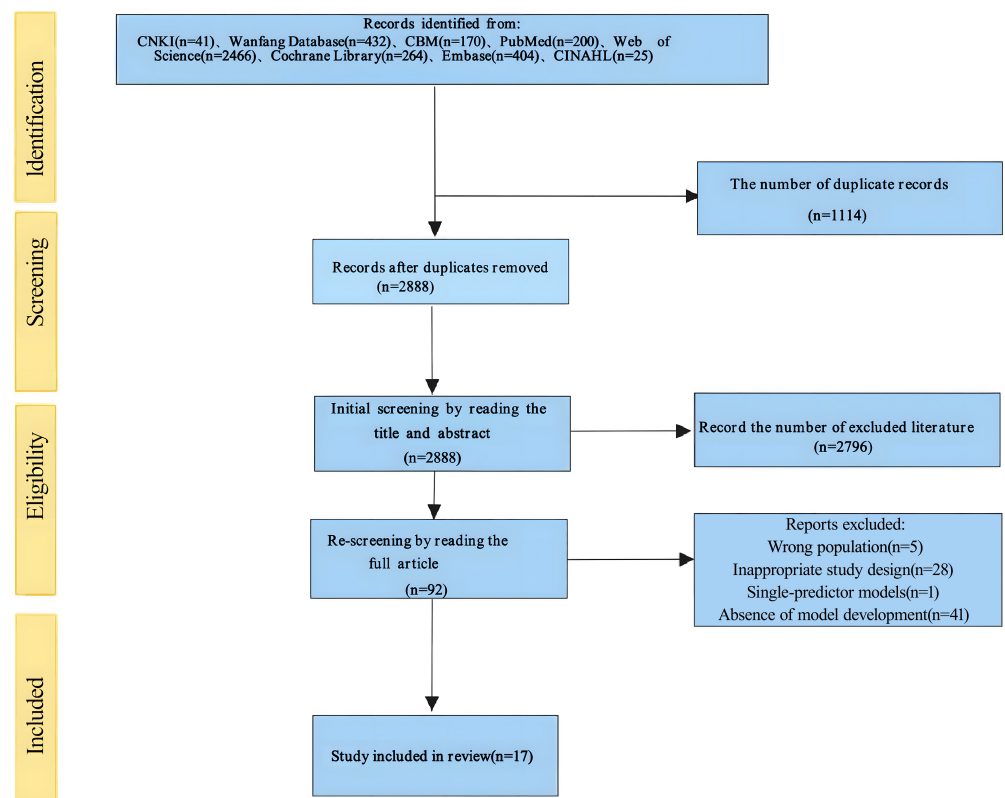 Identification
Records identified from:
CNKI(n=41)、Wanfang Database(n=432)、CBM(n=170)、PubMed(n=200)、Web of
Science(n=2466)、Cochrane Library(n=264)、Embase(n=404)、CINAHL(n=25)
The number of duplicate records
(n=1114)
Screening
Records after duplicates removed
(n=2888)
Eligibility
Initial screening by reading the
title and abstract
(n=2888)
Record the number of excluded literature
(n=2796)
Re-screening by reading the
full article
(n=92)
Reports excluded:
Wrong population(n=5)
Inappropriate study design(n=28)
Single-predictor models(n=1)
Absence of model development(n=41)
Included
Study included in review(n=17)